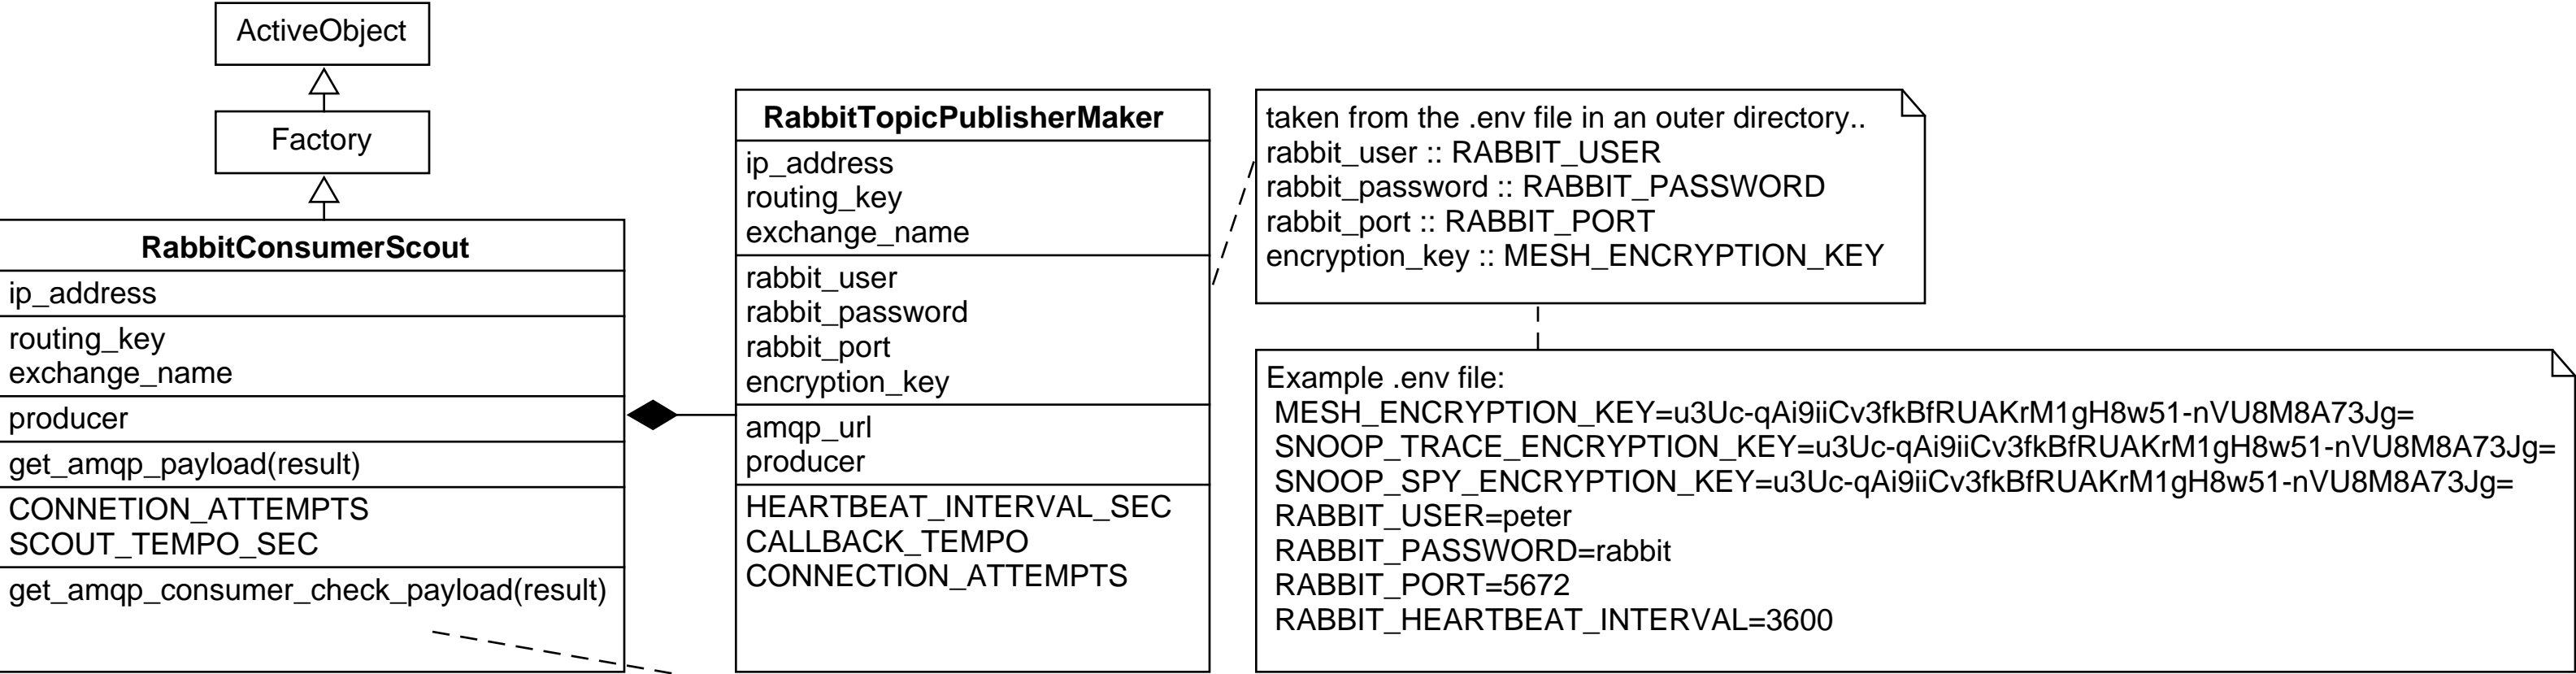 ActiveObject
Factory
RabbitConsumerScout
ip_address
routing_key
exchange_name
producer
get_amqp_payload(result)
CONNETION_ATTEMPTS
SCOUT_TEMPO_SEC
get_amqp_consumer_check_payload(result)
RabbitTopicPublisherMaker
ip_address
routing_key
exchange_name
rabbit_user
rabbit_password
rabbit_port
encryption_key
amqp_url
producer
HEARTBEAT_INTERVAL_SEC
CALLBACK_TEMPO
CONNECTION_ATTEMPTS
taken from the .env file in an outer directory..
rabbit_user :: RABBIT_USER
rabbit_password :: RABBIT_PASSWORD
rabbit_port :: RABBIT_PORT
encryption_key :: MESH_ENCRYPTION_KEY
Example .env file:
MESH_ENCRYPTION_KEY=u3Uc-qAi9iiCv3fkBfRUAKrM1gH8w51-nVU8M8A73Jg=
SNOOP_TRACE_ENCRYPTION_KEY=u3Uc-qAi9iiCv3fkBfRUAKrM1gH8w51-nVU8M8A73Jg=
SNOOP_SPY_ENCRYPTION_KEY=u3Uc-qAi9iiCv3fkBfRUAKrM1gH8w51-nVU8M8A73Jg=
RABBIT_USER=peter
RABBIT_PASSWORD=rabbit
RABBIT_PORT=5672
RABBIT_HEARTBEAT_INTERVAL=3600